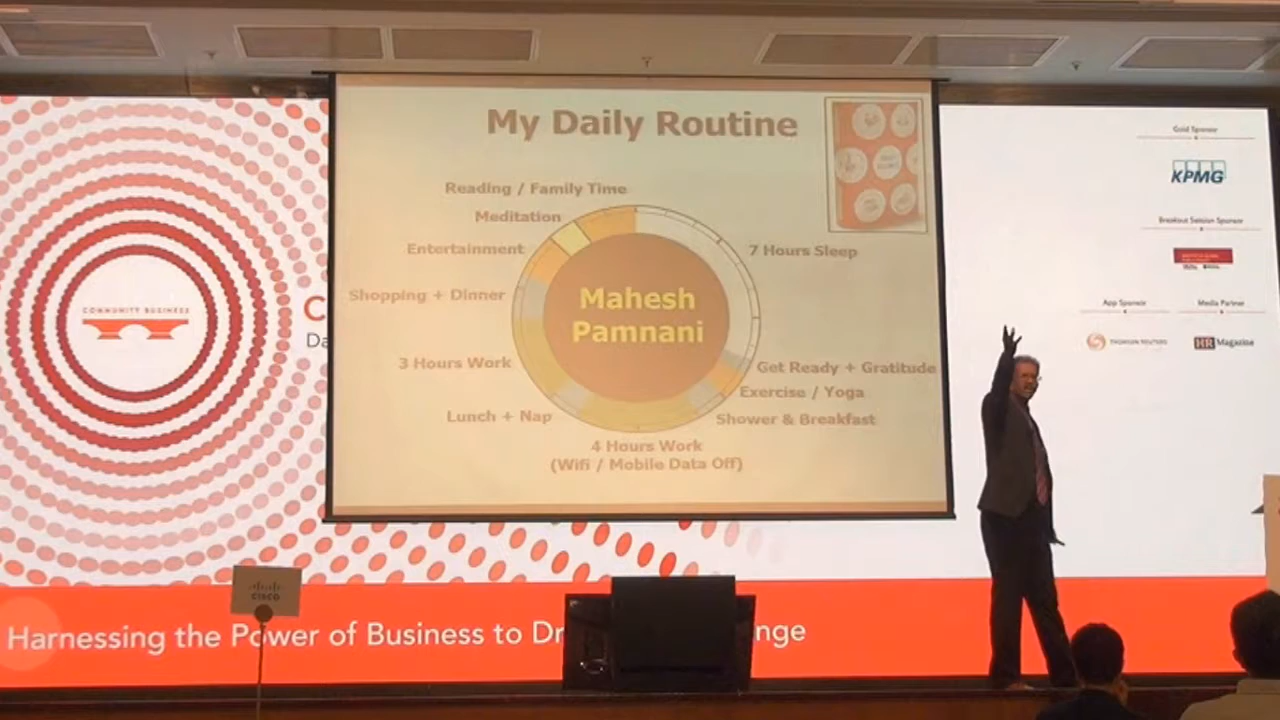 My Daily Routine
Reading / Family Time
Meditation
Entertainment
7 Hours Sleep
Shopping + Dinner
Mahesh
Pamnani
3 Hours Work
Get Ready + Gratitude
Exercise / Yoga
Lunch + Nap
Shower & Breakfast
4 Hours Work
(Wifi / Mobile Data Off)
COMMUNITY BUSINESS
C
Da
Gold Sponsor
KPMG
Breakout Session Sponsor
App Sponsor
Media Partner
THOMSON REUTERS
HR Magazine
CISCO
Harnessing the Power of Business to Dr
nge